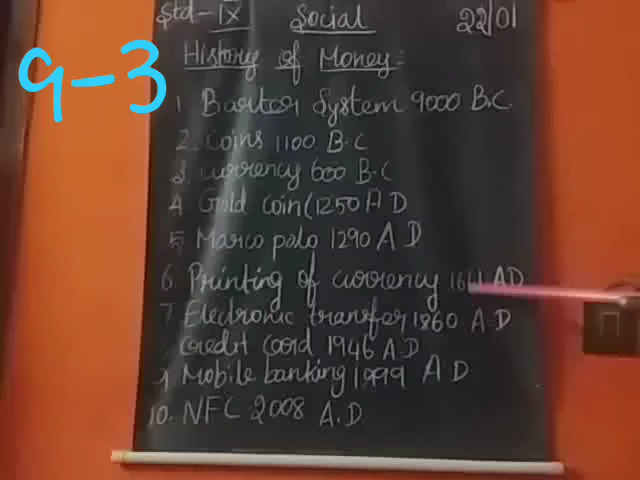 Std-IX Social 22/01
9-3
History of Money:
1. Barter System 9000 B.C.
2. Coins 1100 B.C
3. currency 600 B.C
4 Gold coin(1250 A D
5 Marco polo 1290 A D
6 Printing of currency 1661 AD
7 Electronic transfer 1860 A D
Credit Card 1946 A D
9 Mobile banking 1999 A D
10. NFC 2008 A.D